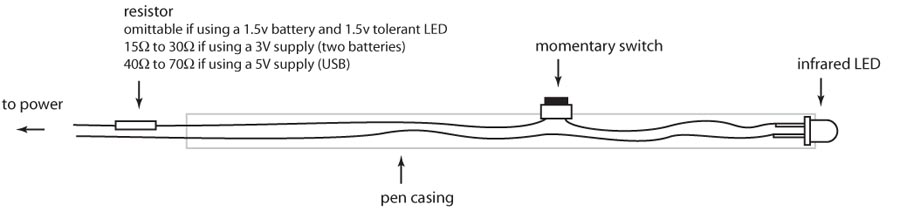 resistor
omittable if using a 1.5v battery and 1.5v tolerant LED
15Ω to 30Ω if using a 3V supply (two batteries)
40Ω to 70Ω if using a 5V supply (USB)
momentary switch
infrared LED
to power
pen casing